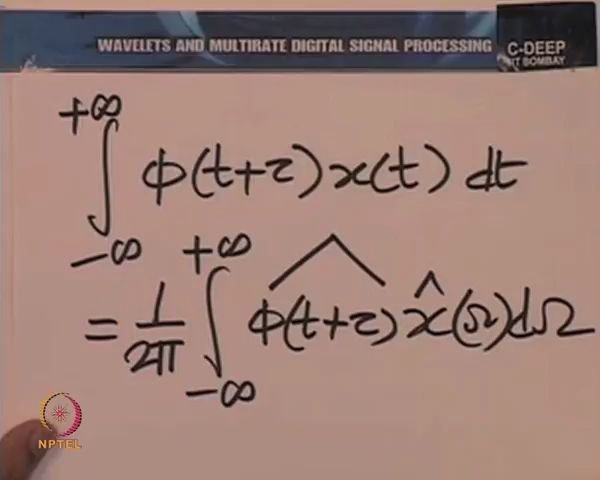 WAVELETS AND MULTIRATE DIGITAL SIGNAL PROCESSING
C-DEEP
IIT BOMBAY
+∞
∫ ϕ(t+τ) x(t) dt
-∞
+∞
= 1/2π ∫ ϕ(t+τ)^ x̂(Ω) dΩ
-∞
NPTEL